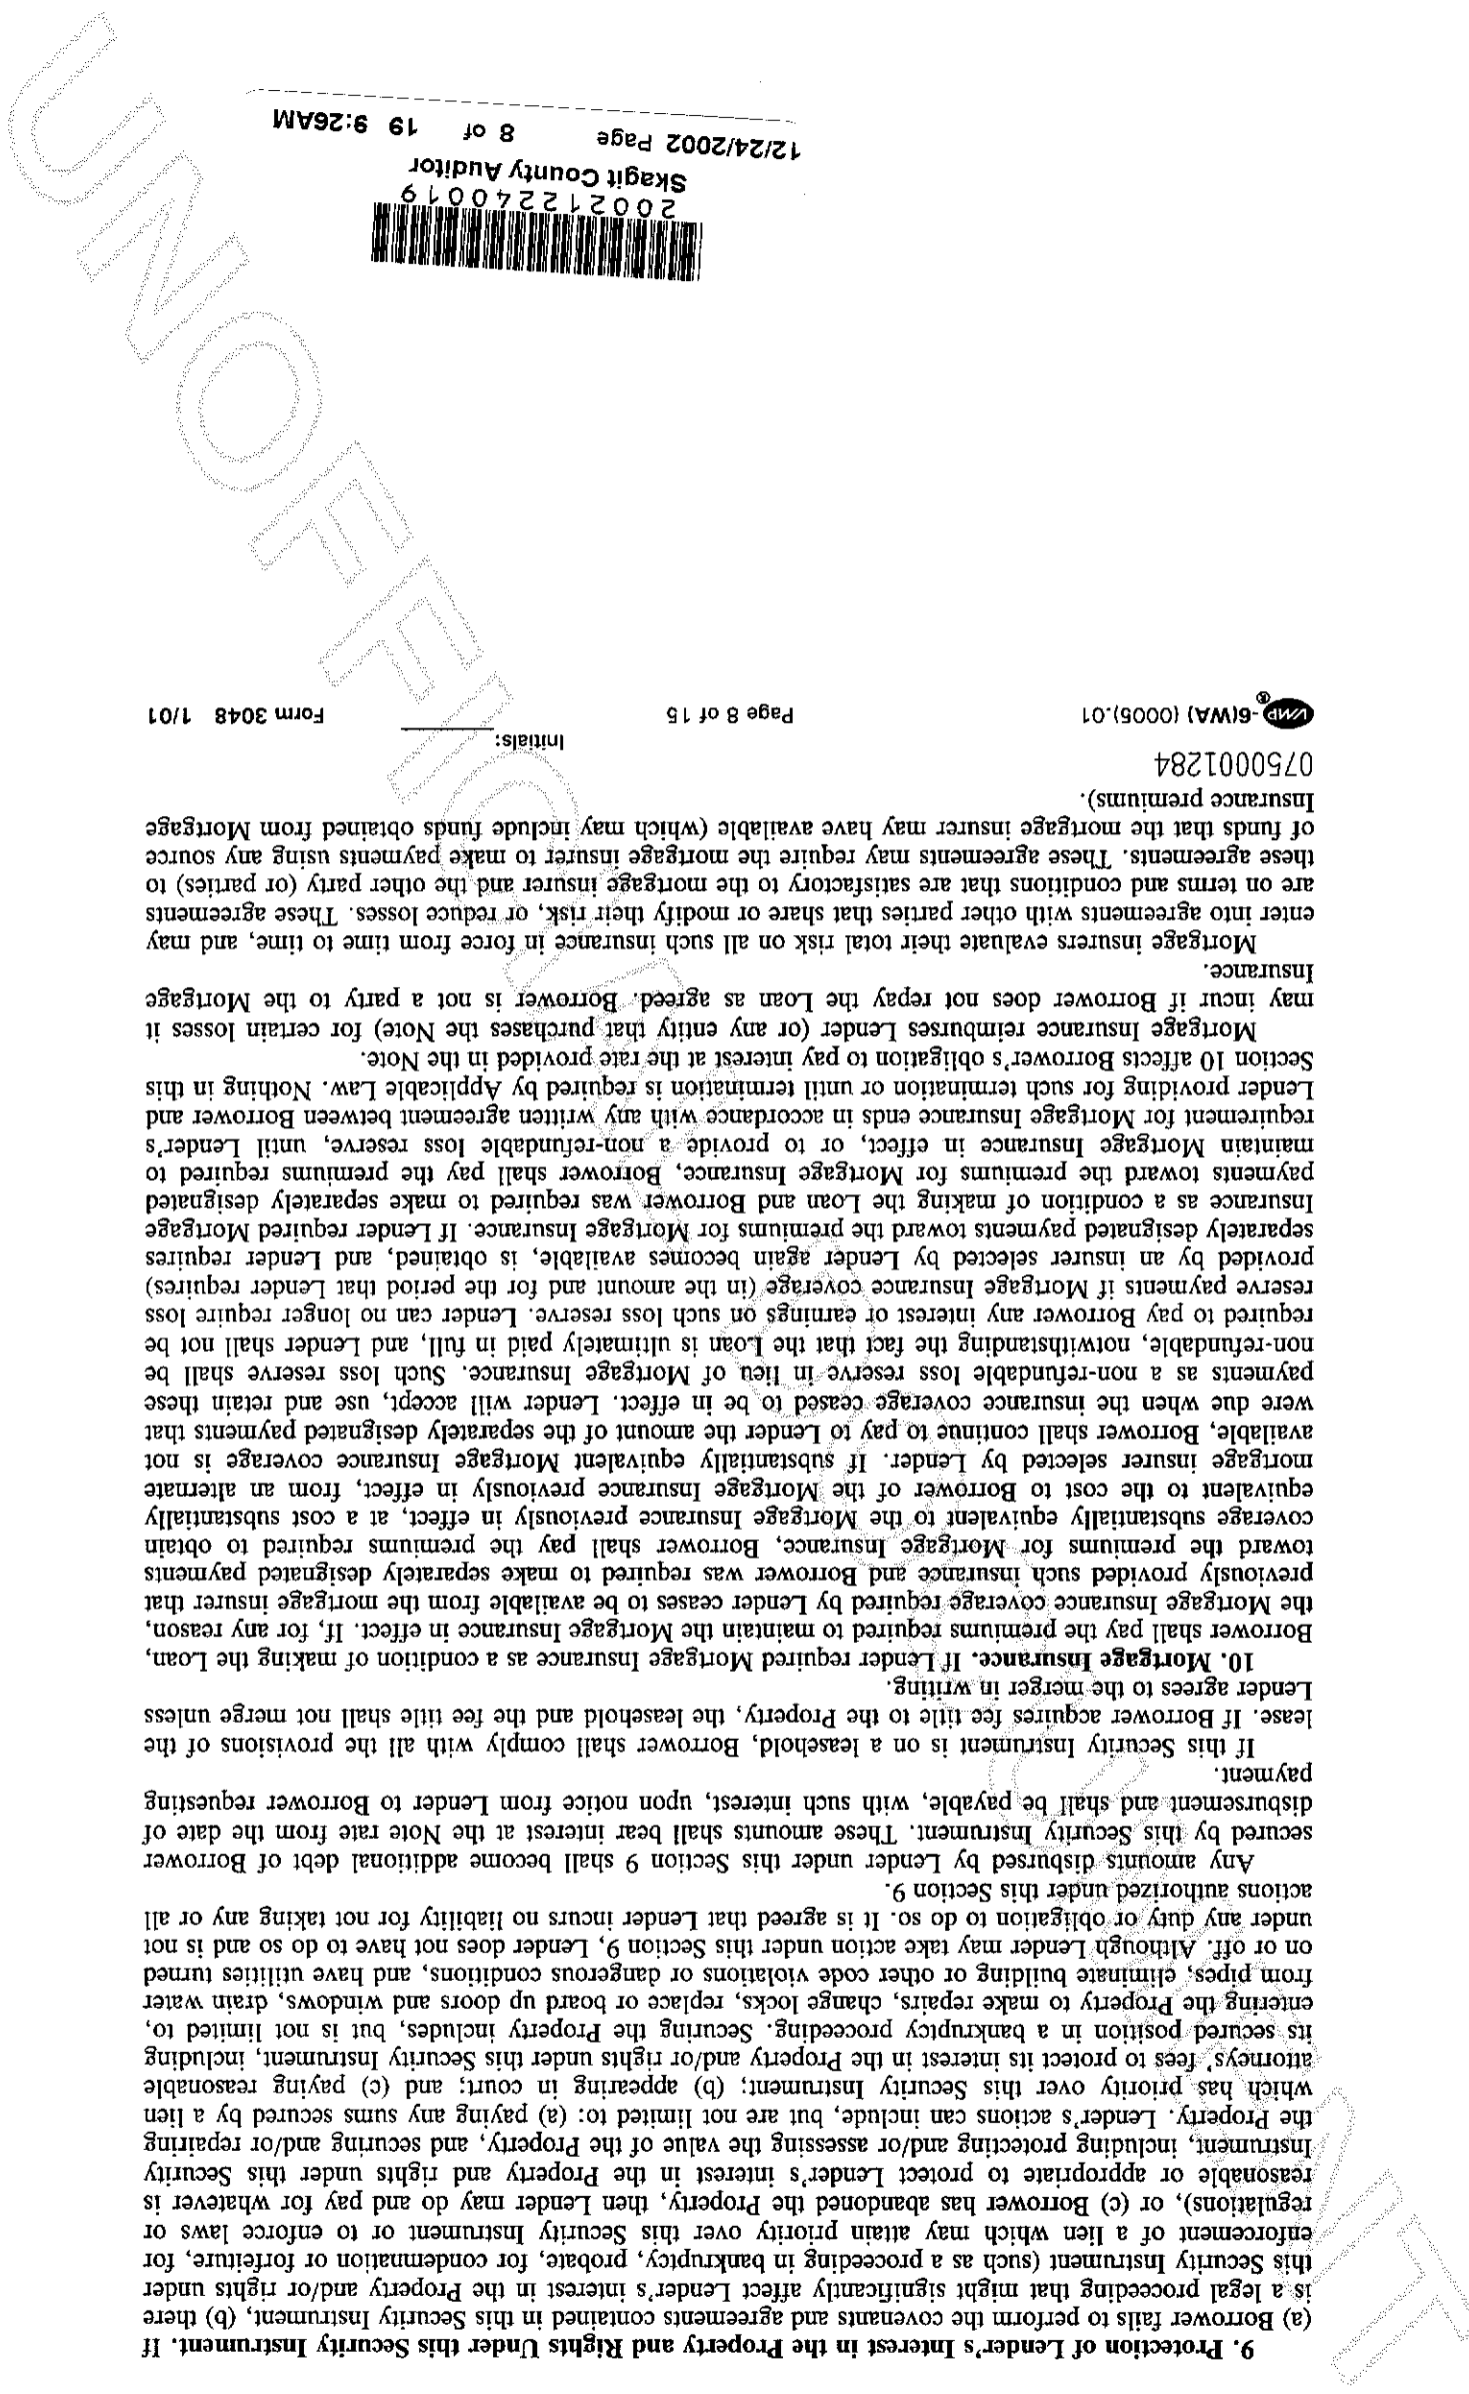 9. Protection of Lender's Interest in the Property and Rights Under this Security Instrument. If
(a) Borrower fails to perform the covenants and agreements contained in this Security Instrument, (b) there
is a legal proceeding that might significantly affect Lender's interest in the Property and/or rights under
this Security Instrument (such as a proceeding in bankruptcy, probate, for condemnation or forfeiture, for
enforcement of a lien which may attain priority over this Security Instrument or to enforce laws or
regulations), or (c) Borrower has abandoned the Property, then Lender may do and pay for whatever is
reasonable or appropriate to protect Lender's interest in the Property and rights under this Security
Instrument, including protecting and/or assessing the value of the Property, and securing and/or repairing
the Property. Lender's actions can include, but are not limited to: (a) paying any sums secured by a lien
which has priority over this Security Instrument; (b) appearing in court; and (c) paying reasonable
attorneys' fees to protect its interest in the Property and/or rights under this Security Instrument, including
its secured position in a bankruptcy proceeding. Securing the Property includes, but is not limited to,
entering the Property to make repairs, change locks, replace or board up doors and windows, drain water
from pipes, eliminate building or other code violations or dangerous conditions, and have utilities turned
on or off. Although Lender may take action under this Section 9, Lender does not have to do so and is not
under any duty or obligation to do so. It is agreed that Lender incurs no liability for not taking any or all
actions authorized under this Section 9.
Any amounts disbursed by Lender under this Section 9 shall become additional debt of Borrower
secured by this Security Instrument. These amounts shall bear interest at the Note rate from the date of
disbursement and shall be payable, with such interest, upon notice from Lender to Borrower requesting
payment.
If this Security Instrument is on a leasehold, Borrower shall comply with all the provisions of the
lease. If Borrower acquires fee title to the Property, the leasehold and the fee title shall not merge unless
Lender agrees to the merger in writing.
10. Mortgage Insurance. If Lender required Mortgage Insurance as a condition of making the Loan,
Borrower shall pay the premiums required to maintain the Mortgage Insurance in effect. If, for any reason,
the Mortgage Insurance coverage required by Lender ceases to be available from the mortgage insurer that
previously provided such insurance and Borrower was required to make separately designated payments
toward the premiums for Mortgage Insurance, Borrower shall pay the premiums required to obtain
coverage substantially equivalent to the Mortgage Insurance previously in effect, at a cost substantially
equivalent to the cost to Borrower of the Mortgage Insurance previously in effect, from an alternate
mortgage insurer selected by Lender. If substantially equivalent Mortgage Insurance coverage is not
available, Borrower shall continue to pay to Lender the amount of the separately designated payments that
were due when the insurance coverage ceased to be in effect. Lender will accept, use and retain these
payments as a non-refundable loss reserve in lieu of Mortgage Insurance. Such loss reserve shall be
non-refundable, notwithstanding the fact that the Loan is ultimately paid in full, and Lender shall not be
required to pay Borrower any interest or earnings on such loss reserve. Lender can no longer require loss
reserve payments if Mortgage Insurance coverage (in the amount and for the period that Lender requires)
provided by an insurer selected by Lender again becomes available, is obtained, and Lender requires
separately designated payments toward the premiums for Mortgage Insurance. If Lender required Mortgage
Insurance as a condition of making the Loan and Borrower was required to make separately designated
payments toward the premiums for Mortgage Insurance, Borrower shall pay the premiums required to
maintain Mortgage Insurance in effect, or to provide a non-refundable loss reserve, until Lender's
requirement for Mortgage Insurance ends in accordance with any written agreement between Borrower and
Lender providing for such termination or until termination is required by Applicable Law. Nothing in this
Section 10 affects Borrower's obligation to pay interest at the rate provided in the Note.
Mortgage Insurance reimburses Lender (or any entity that purchases the Note) for certain losses it
may incur if Borrower does not repay the Loan as agreed. Borrower is not a party to the Mortgage
Insurance.
Mortgage insurers evaluate their total risk on all such insurance in force from time to time, and may
enter into agreements with other parties that share or modify their risk, or reduce losses. These agreements
are on terms and conditions that are satisfactory to the mortgage insurer and the other party (or parties) to
these agreements. These agreements may require the mortgage insurer to make payments using any source
of funds that the mortgage insurer may have available (which may include funds obtained from Mortgage
Insurance premiums).
0750001284
Initials:
VMP®-6(WA) (0005).01 Page 8 of 15 Form 3048 1/01
200212240019
Skagit County Auditor
12/24/2002 Page 8 of 19 9:26AM
UNOFFICIAL DOCUMENT